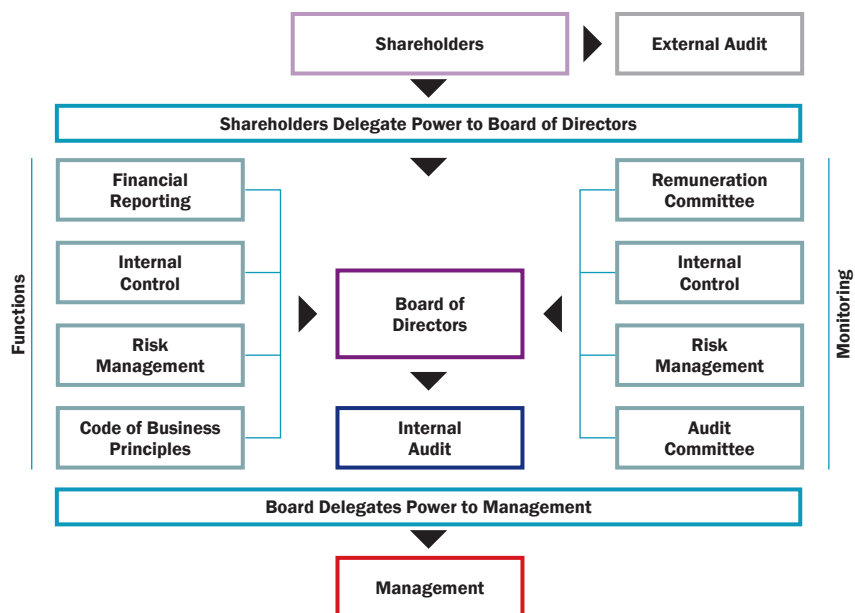 Shareholders
External Audit
Shareholders Delegate Power to Board of Directors
Functions
Financial
Reporting
Internal
Control
Risk
Management
Code of Business
Principles
Board of
Directors
Internal
Audit
Remuneration
Committee
Internal
Control
Risk
Management
Audit
Committee
Monitoring
Board Delegates Power to Management
Management